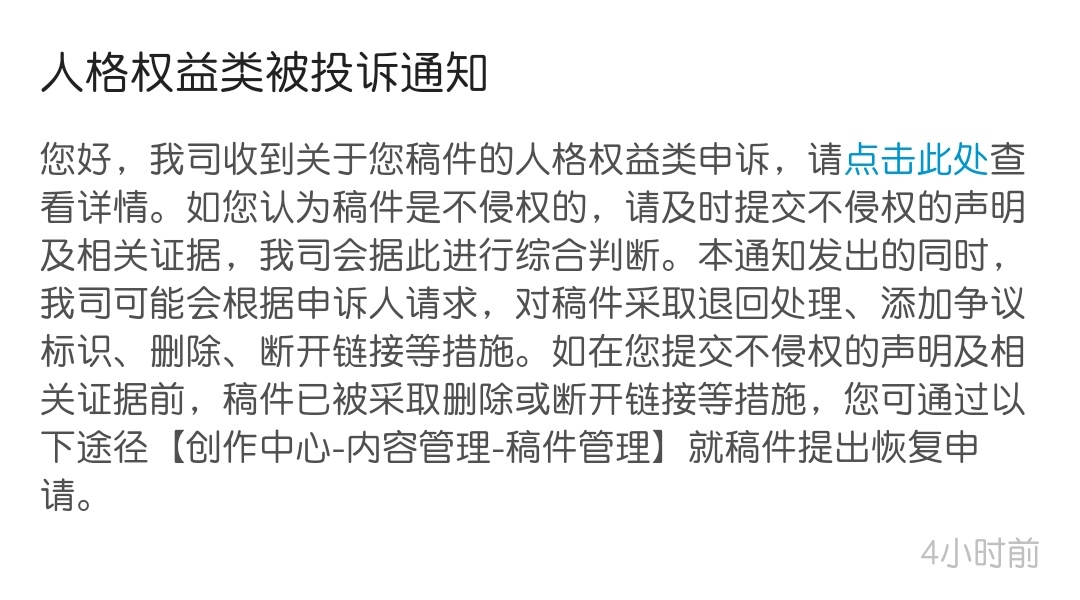 人格权益类被投诉通知
您好，我司收到关于您稿件的人格权益类申诉，请点击此处查
看详情。如您认为稿件是不侵权的，请及时提交不侵权的声明
及相关证据，我司会据此进行综合判断。本通知发出的同时，
我司可能会根据申诉人请求，对稿件采取退回处理、添加争议
标识、删除、断开链接等措施。如在您提交不侵权的声明及相
关证据前，稿件已被采取删除或断开链接等措施，您可通过以
下途径【创作中心-内容管理-稿件管理】就稿件提出恢复申
请。
4小时前